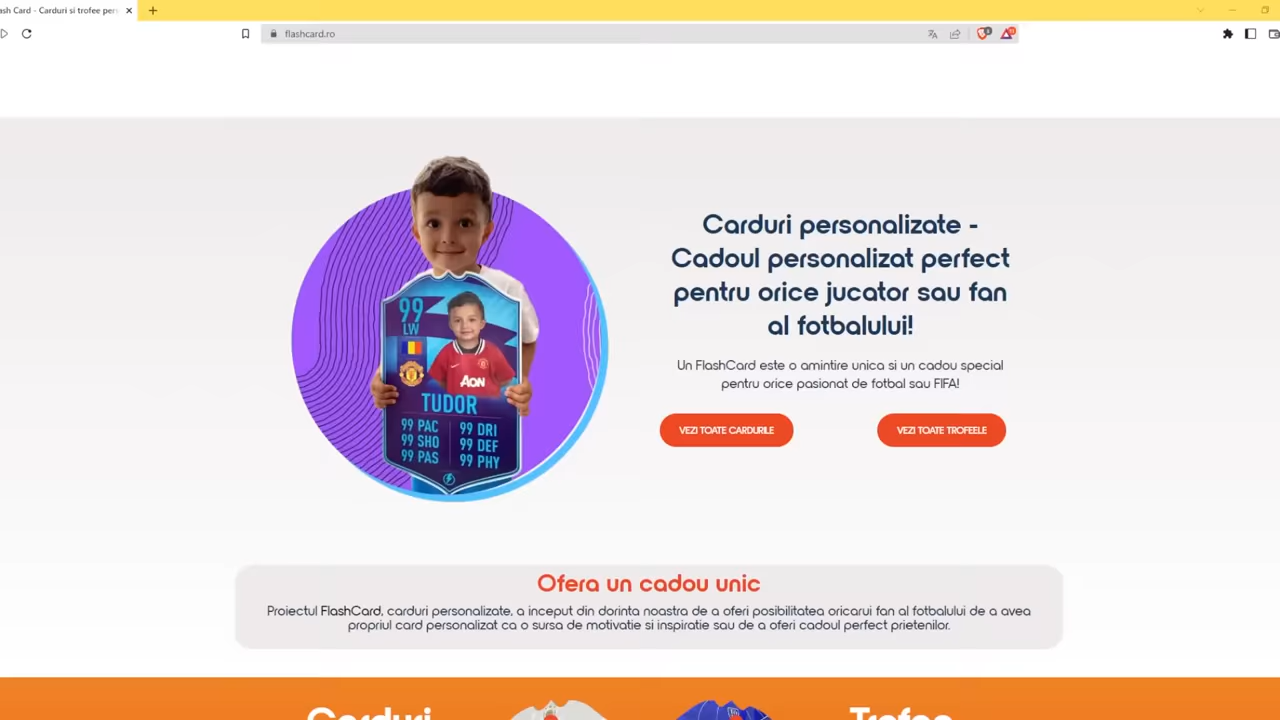 ash Card - Carduri si trofee per
flashcard.ro
Carduri personalizate -
Cadoul personalizat perfect
pentru orice jucator sau fan
al fotbalului!
Un FlashCard este o amintire unica si un cadou special
pentru orice pasionat de fotbal sau FIFA!
VEZI TOATE CARDURILE
VEZI TOATE TROFEELE
99
LW
AON
TUDOR
99 PAC
99 SHO
99 PAS
99 DRI
99 DEF
99 PHY
Ofera un cadou unic
Proiectul FlashCard, carduri personalizate, a inceput din dorinta noastra de a oferi posibilitatea oricarui fan al fotbalului de a avea
propriul card personalizat ca o sursa de motivatie si inspiratie sau de a oferi cadoul perfect prietenilor.
Carduri
Trofee